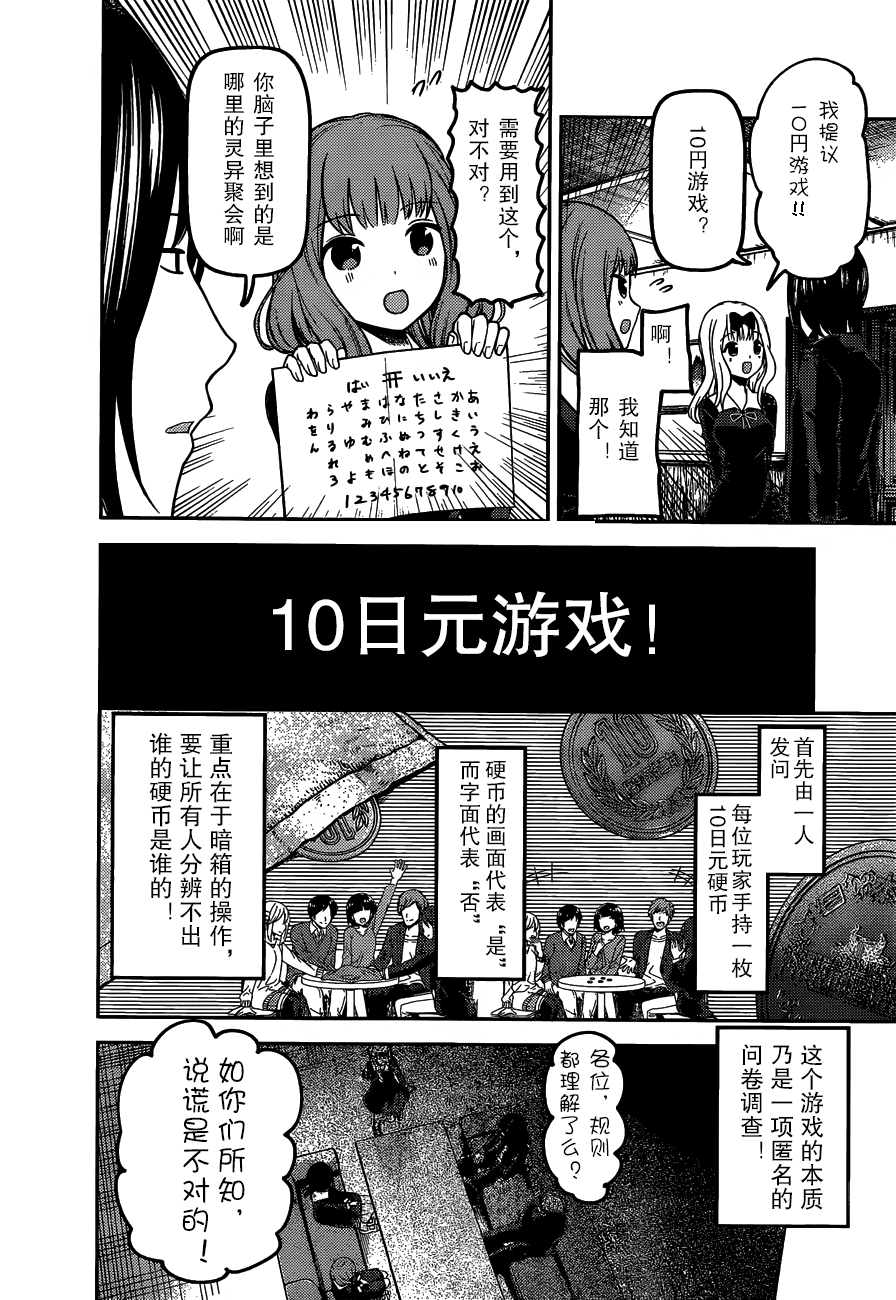 我提议
10円游戏!!
10円游戏?
啊!
我知道
那个!
需要用到这个,
对不对?
はい 开 いいえ
あいうえお
かきくけこ
さしすせそ
たちつてと
なにぬねの
はひふへほ
まみむめも
やゆよ
らりるれろ
わをん
12345678910
你脑子里想到的是
哪里的灵异聚会啊
10日元游戏!
首先由一人
发问
每位玩家手持一枚
10日元硬币
硬币的画面代表“是”
而字面代表“否”
重点在于暗箱的操作,
要让所有人分辨不出
谁的硬币是谁的!
10
这个游戏的本质
乃是一项匿名的
问卷调查!
各位,规则
都理解了么?
如你们所知,
说谎是不对的!